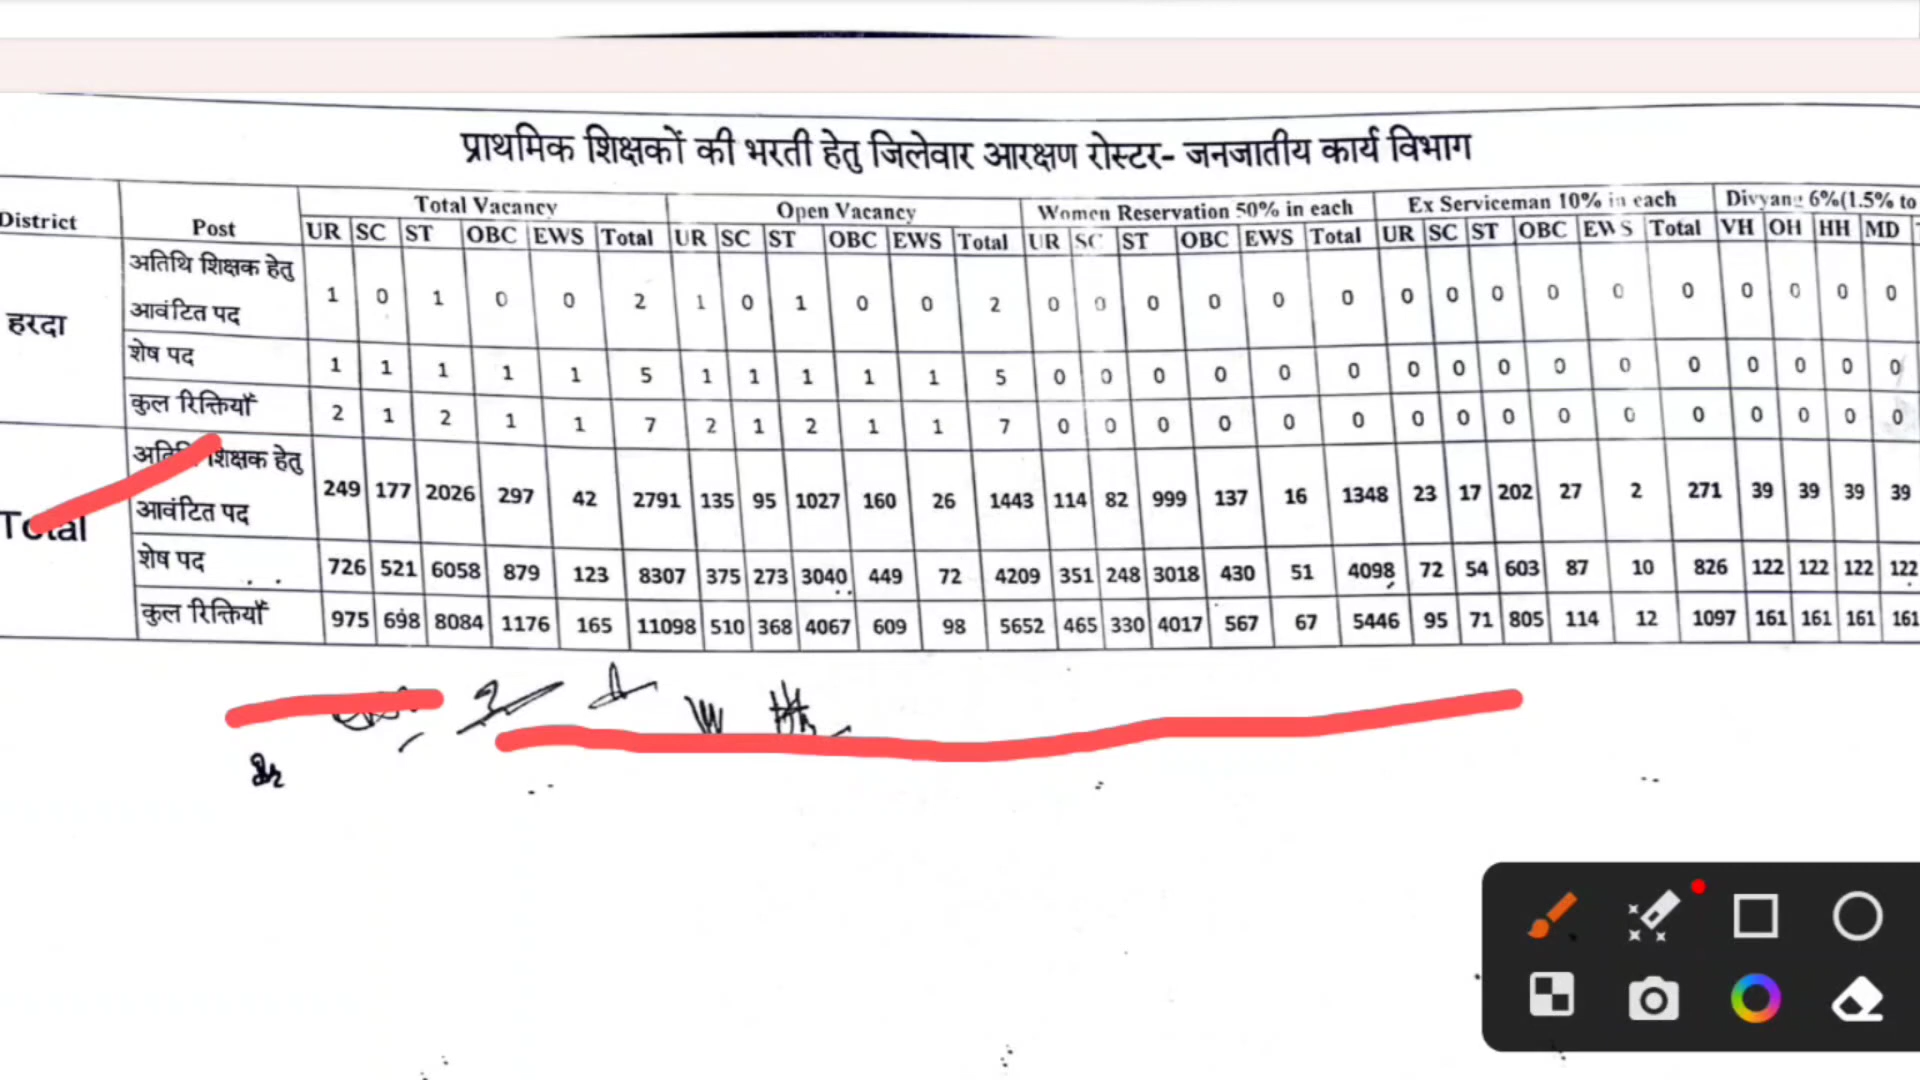 प्राथमिक शिक्षकों की भरती हेतु जिलेवार आरक्षण रोस्टर- जनजातीय कार्य विभाग
District Post Total Vacancy Open Vacancy Women Reservation 50% in each Ex Serviceman 10% in each Divyang 6%(1.5% to
UR SC ST OBC EWS Total UR SC ST OBC EWS Total UR SC ST OBC EWS Total UR SC ST OBC EWS Total VH OH HH MD
हरदा
अतिथि शिक्षक हेतु
आवंटित पद 1 0 1 0 0 2 1 0 1 0 0 2 0 0 0 0 0 0 0 0 0 0 0 0 0 0 0 0
शेष पद 1 1 1 1 1 5 1 1 1 1 1 5 0 0 0 0 0 0 0 0 0 0 0 0 0 0 0 0
कुल रिक्तियाँ 2 1 2 1 1 7 2 1 2 1 1 7 0 0 0 0 0 0 0 0 0 0 0 0 0 0 0 0
Total
अतिथि शिक्षक हेतु
आवंटित पद 249 177 2026 297 42 2791 135 95 1027 160 26 1443 114 82 999 137 16 1348 23 17 202 27 2 271 39 39 39 39
शेष पद 726 521 6058 879 123 8307 375 273 3040 449 72 4209 351 248 3018 430 51 4098 72 54 603 87 10 826 122 122 122 122
कुल रिक्तियाँ 975 698 8084 1176 165 11098 510 368 4067 609 98 5652 465 330 4017 567 67 5446 95 71 805 114 12 1097 161 161 161 161